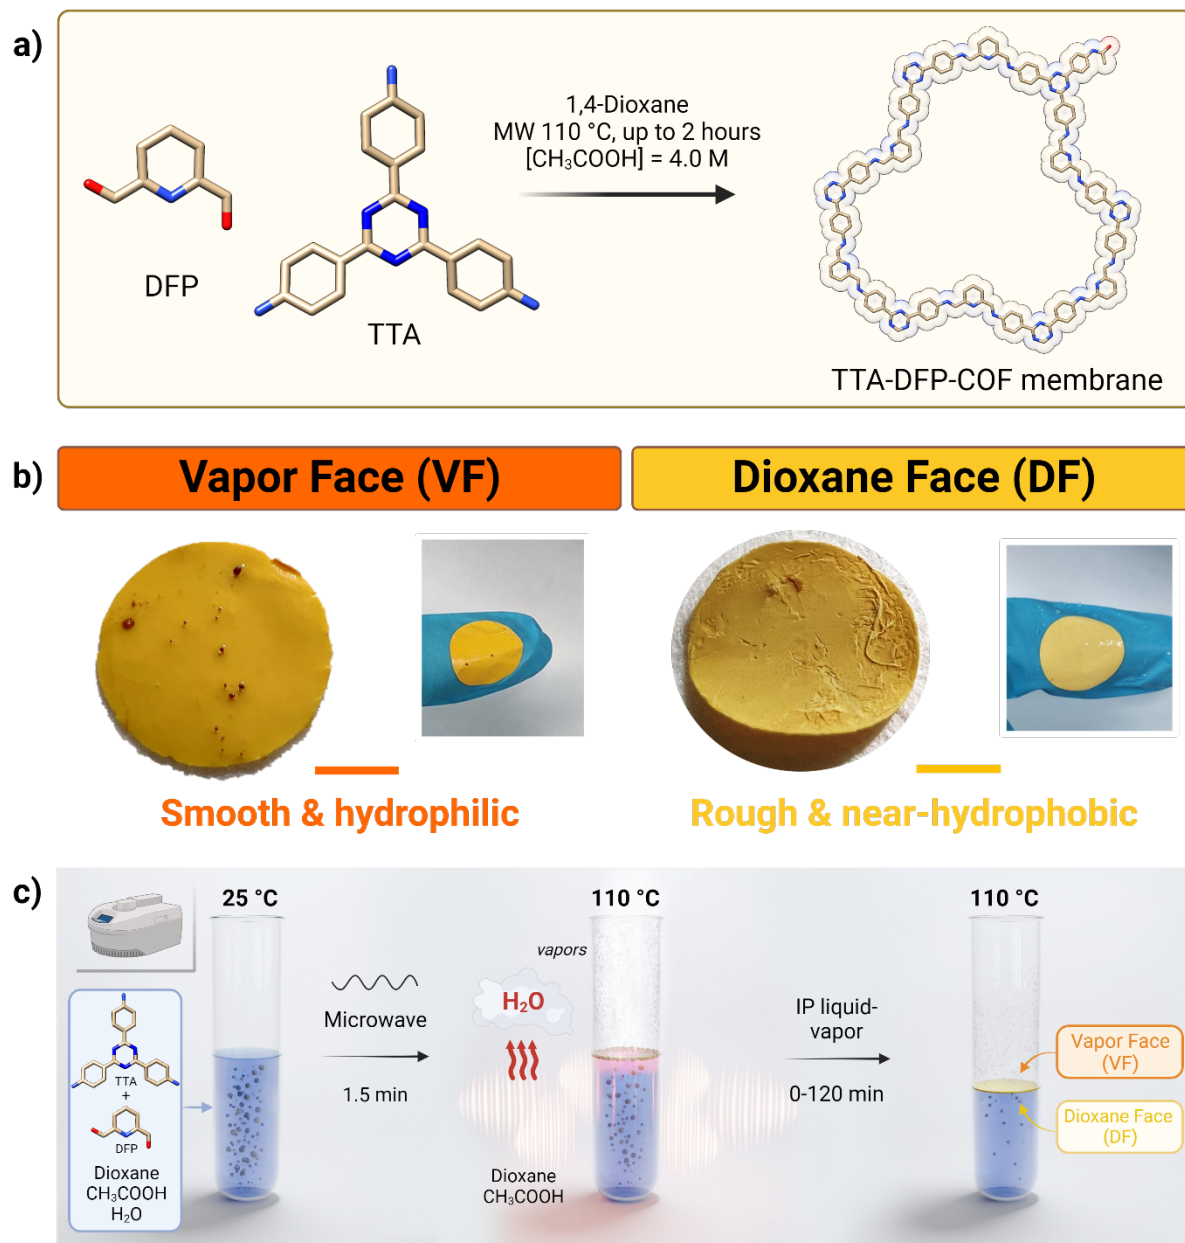 a)
1,4-Dioxane
MW 110 °C, up to 2 hours
[CH₃COOH] = 4.0 M
DFP
TTA
TTA-DFP-COF membrane
b)
Vapor Face (VF)
Dioxane Face (DF)
Smooth & hydrophilic
Rough & near-hydrophobic
c)
25 °C
110 °C
110 °C
vapors
H₂O
Microwave
1.5 min
IP liquid-
vapor
0-120 min
Vapor Face
(VF)
Dioxane Face
(DF)
TTA
+
DFP
Dioxane
CH₃COOH
H₂O
Dioxane
CH₃COOH